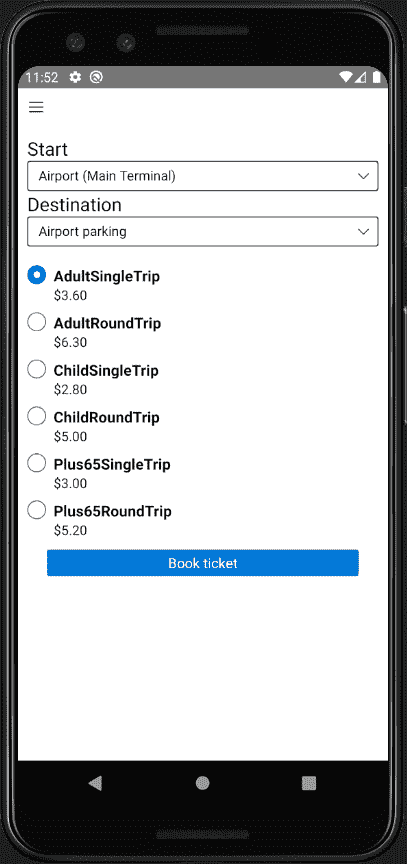 11:52
Start
Airport (Main Terminal)
Destination
Airport parking
AdultSingleTrip
$3.60
AdultRoundTrip
$6.30
ChildSingleTrip
$2.80
ChildRoundTrip
$5.00
Plus65SingleTrip
$3.00
Plus65RoundTrip
$5.20
Book ticket